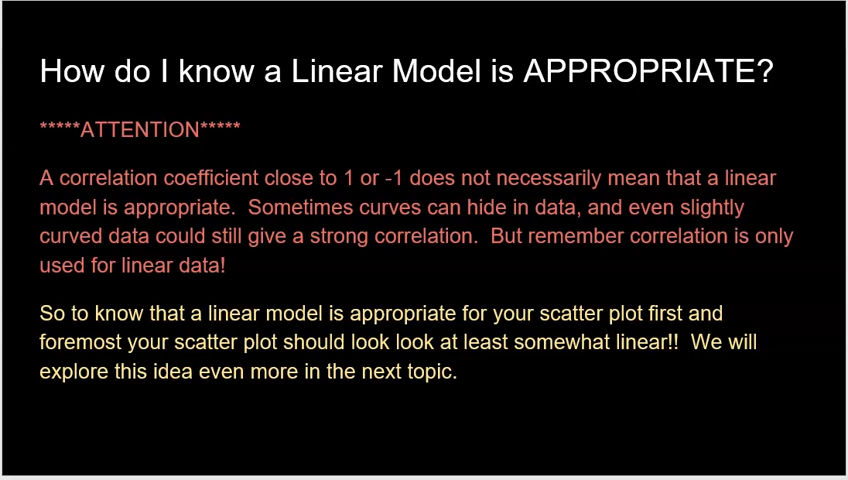 How do I know a Linear Model is APPROPRIATE?
*****ATTENTION*****
A correlation coefficient close to 1 or -1 does not necessarily mean that a linear
model is appropriate.  Sometimes curves can hide in data, and even slightly
curved data could still give a strong correlation.  But remember correlation is only
used for linear data!
So to know that a linear model is appropriate for your scatter plot first and
foremost your scatter plot should look look at least somewhat linear!!  We will
explore this idea even more in the next topic.